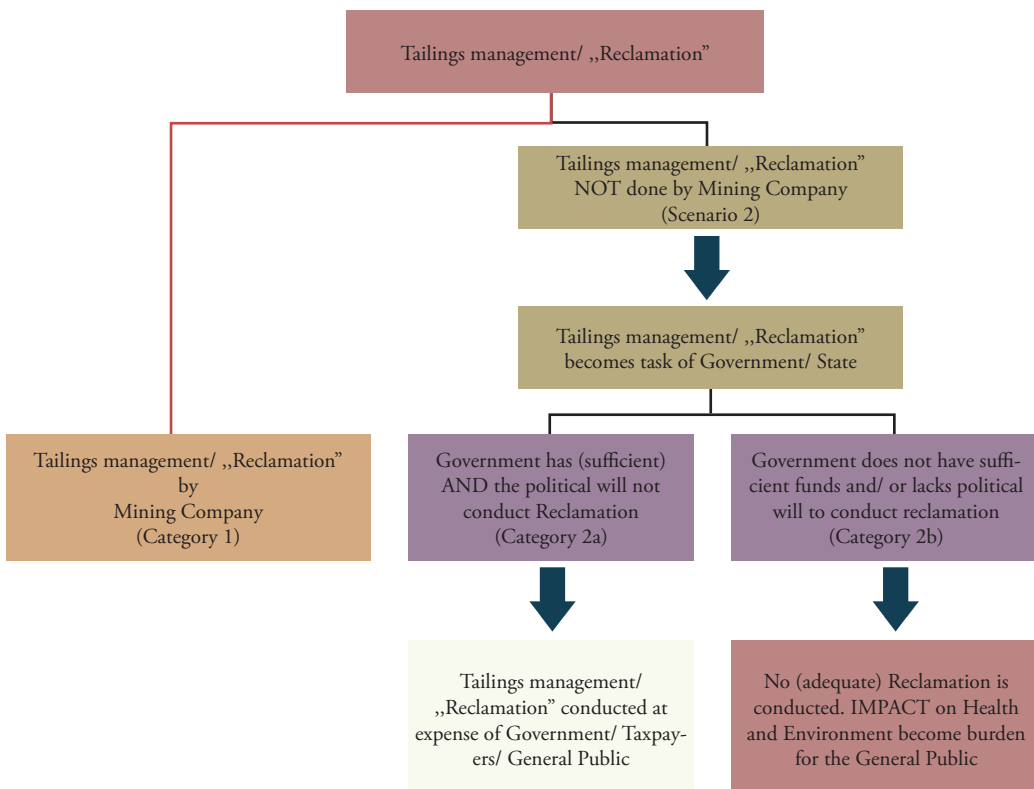 Tailings management/ ,,Reclamation”
Tailings management/ ,,Reclamation”
NOT done by Mining Company
(Scenario 2)
Tailings management/ ,,Reclamation”
becomes task of Government/ State
Tailings management/ ,,Reclamation”
by
Mining Company
(Category 1)
Government has (sufficient)
AND the political will not
conduct Reclamation
(Category 2a)
Government does not have suffi-
cient funds and/ or lacks political
will to conduct reclamation
(Category 2b)
Tailings management/
,,Reclamation” conducted at
expense of Government/ Taxpay-
ers/ General Public
No (adequate) Reclamation is
conducted. IMPACT on Health
and Environment become burden
for the General Public